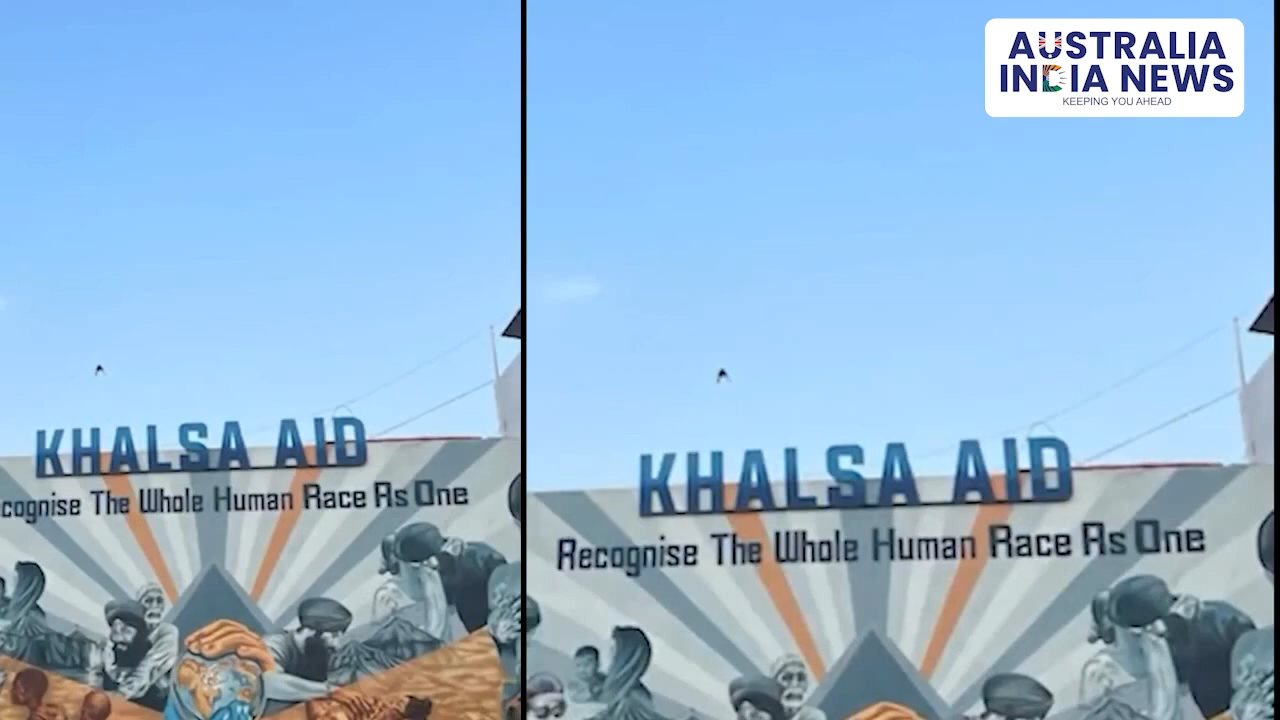 KHALSA AID
cognise The Whole Human Race As One
KHALSA AID
Recognise The Whole Human Race As One
AUSTRALIA
INDIA NEWS
KEEPING YOU AHEAD